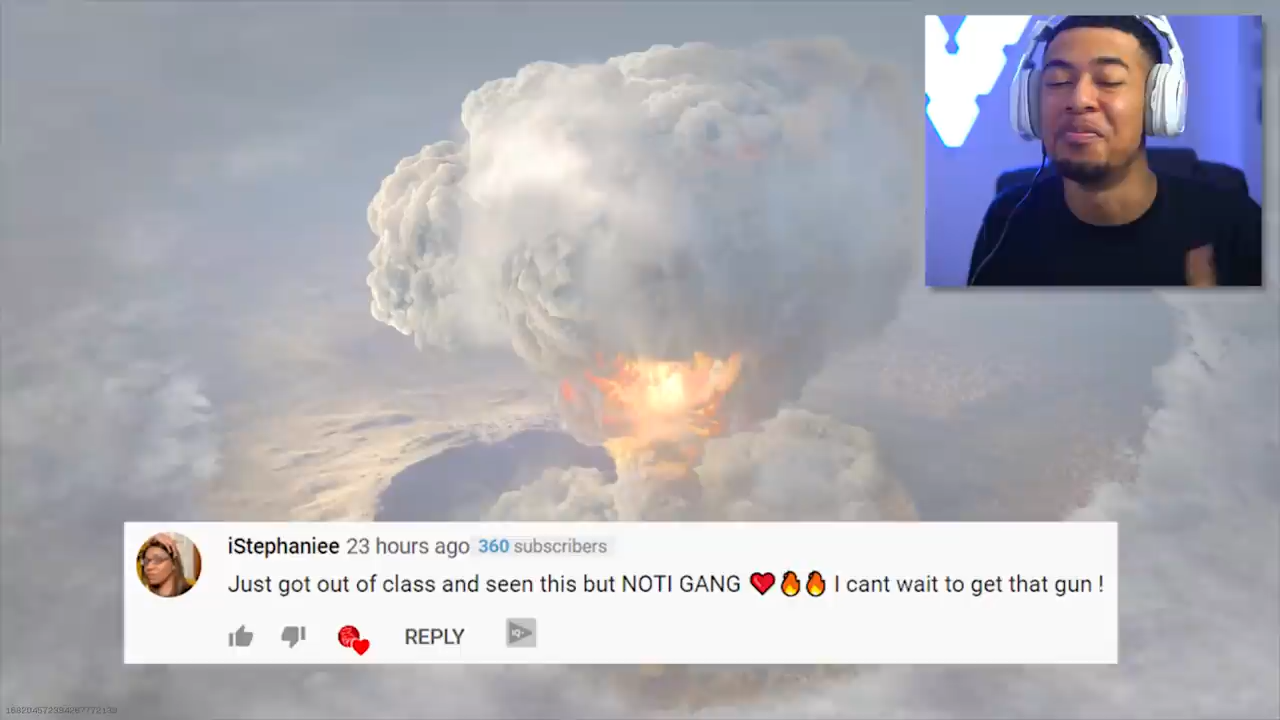 iStephaniee 23 hours ago 360 subscribers
Just got out of class and seen this but NOTI GANG ❤️🔥🔥 I cant wait to get that gun !
REPLY